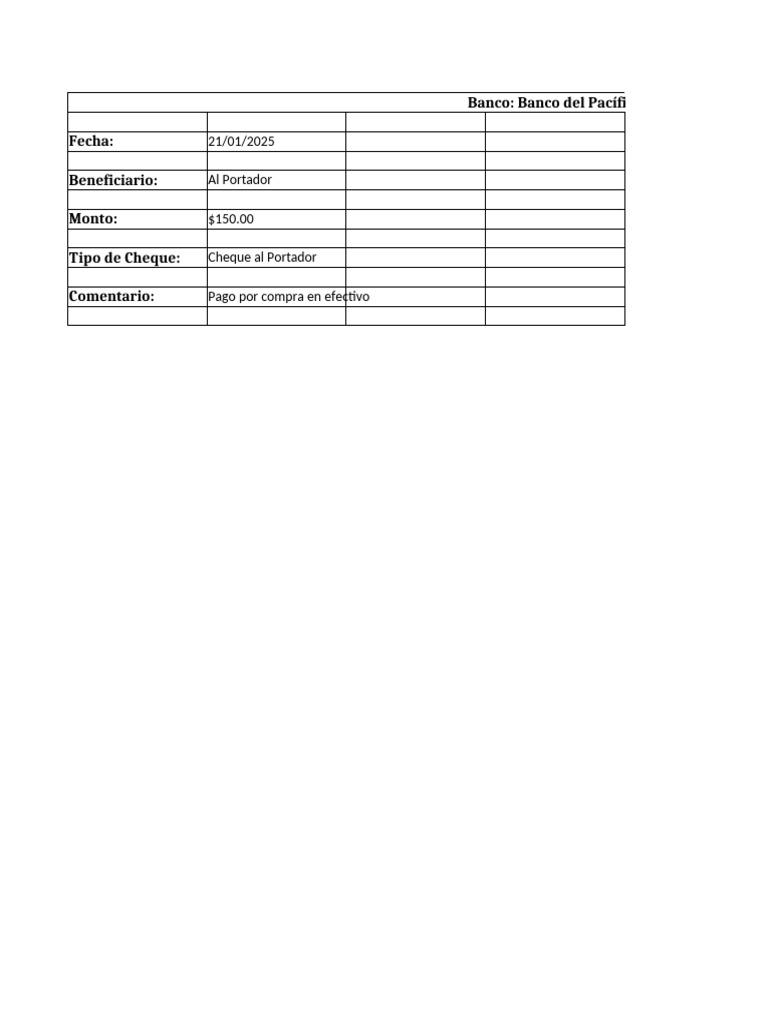 Banco: Banco del Pacífi
Fecha: 21/01/2025
Beneficiario: Al Portador
Monto: $150.00
Tipo de Cheque: Cheque al Portador
Comentario: Pago por compra en efectivo